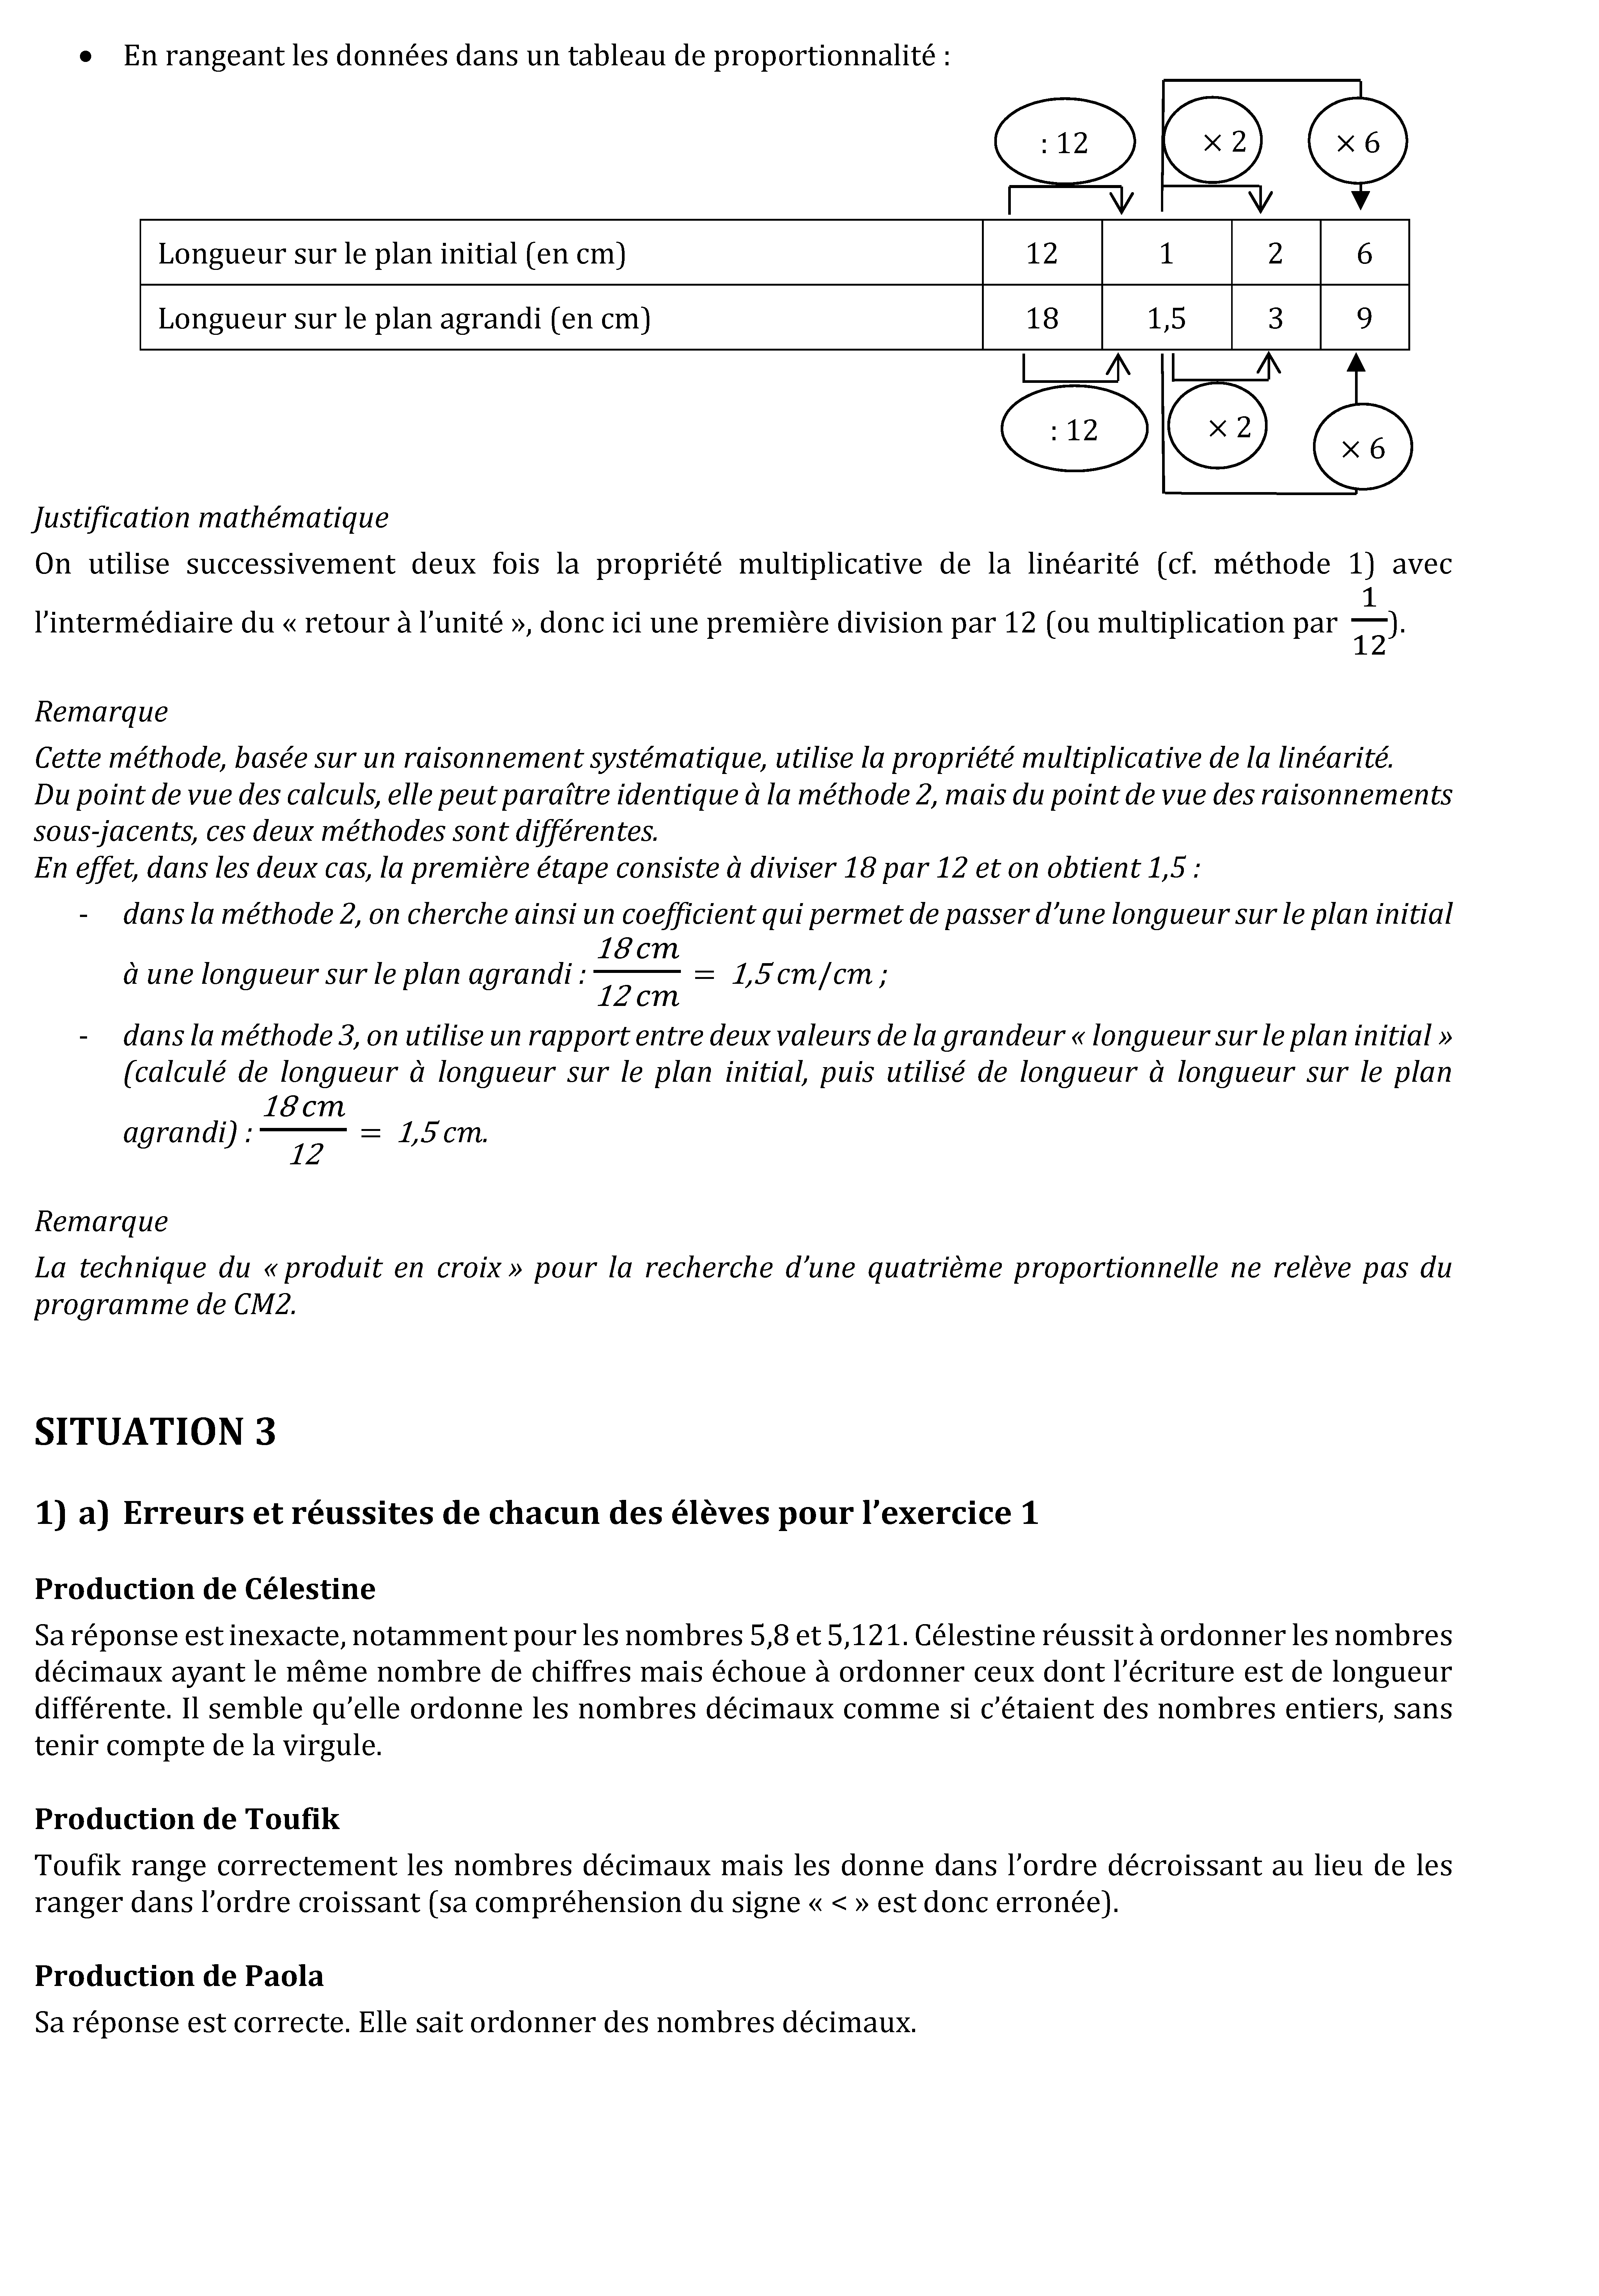 • En rangeant les données dans un tableau de proportionnalité :
: 12 × 2 × 6
Longueur sur le plan initial (en cm) 12 1 2 6
Longueur sur le plan agrandi (en cm) 18 1,5 3 9
: 12 × 2 × 6
Justification mathématique
On utilise successivement deux fois la propriété multiplicative de la linéarité (cf. méthode 1) avec
l’intermédiaire du « retour à l’unité », donc ici une première division par 12 (ou multiplication par 1/12).
Remarque
Cette méthode, basée sur un raisonnement systématique, utilise la propriété multiplicative de la linéarité.
Du point de vue des calculs, elle peut paraître identique à la méthode 2, mais du point de vue des raisonnements
sous-jacents, ces deux méthodes sont différentes.
En effet, dans les deux cas, la première étape consiste à diviser 18 par 12 et on obtient 1,5 :
- dans la méthode 2, on cherche ainsi un coefficient qui permet de passer d’une longueur sur le plan initial
à une longueur sur le plan agrandi : 18 cm/12 cm = 1,5 cm/cm ;
- dans la méthode 3, on utilise un rapport entre deux valeurs de la grandeur « longueur sur le plan initial »
(calculé de longueur à longueur sur le plan initial, puis utilisé de longueur à longueur sur le plan
agrandi) : 18 cm/12 = 1,5 cm.
Remarque
La technique du « produit en croix » pour la recherche d’une quatrième proportionnelle ne relève pas du
programme de CM2.
SITUATION 3
1) a) Erreurs et réussites de chacun des élèves pour l’exercice 1
Production de Célestine
Sa réponse est inexacte, notamment pour les nombres 5,8 et 5,121. Célestine réussit à ordonner les nombres
décimaux ayant le même nombre de chiffres mais échoue à ordonner ceux dont l’écriture est de longueur
différente. Il semble qu’elle ordonne les nombres décimaux comme si c’étaient des nombres entiers, sans
tenir compte de la virgule.
Production de Toufik
Toufik range correctement les nombres décimaux mais les donne dans l’ordre décroissant au lieu de les
ranger dans l’ordre croissant (sa compréhension du signe « < » est donc erronée).
Production de Paola
Sa réponse est correcte. Elle sait ordonner des nombres décimaux.